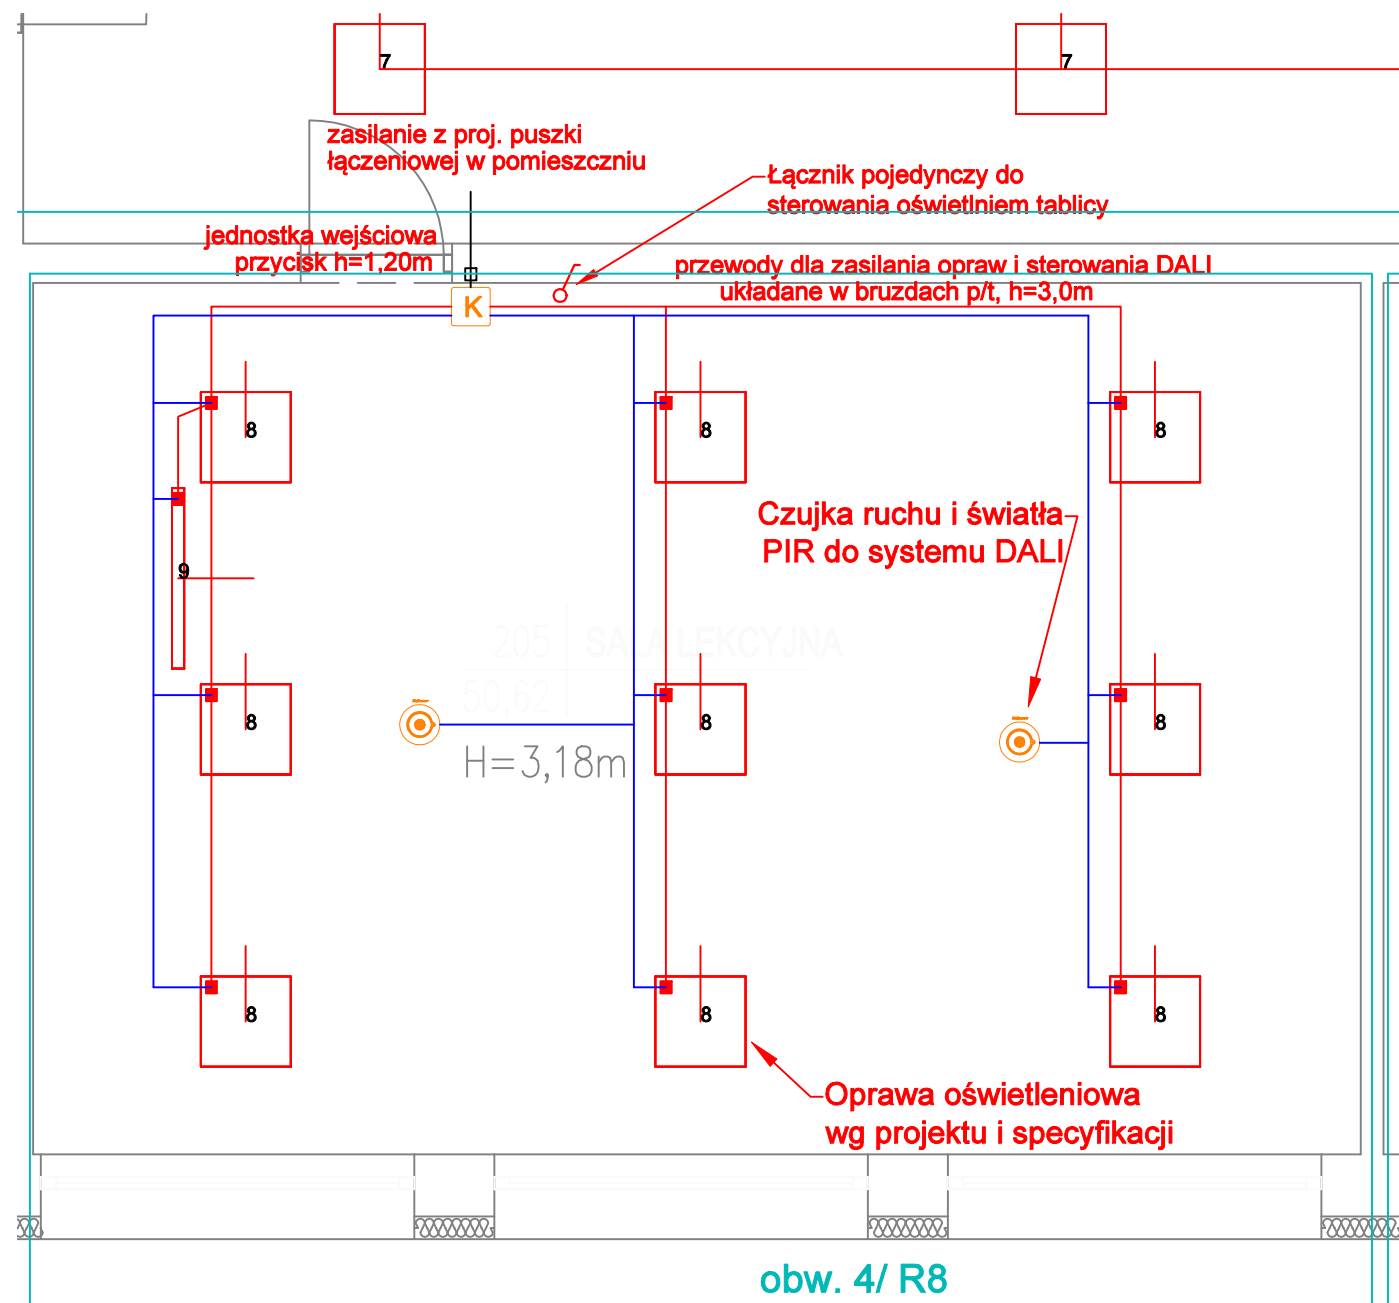 7
7
zasilanie z proj. puszki
łączeniowej w pomieszczniu
Łącznik pojedynczy do
sterowania oświetlniem tablicy
jednostka wejściowa
przycisk h=1,20m
przewody dla zasilania opraw i sterowania DALI
układane w bruzdach p/t, h=3,0m
K
8
8
8
Czujka ruchu i światła
PIR do systemu DALI
9
205 SALA LEKCYJNA
50,62
H=3,18m
8
8
8
8
8
8
Oprawa oświetleniowa
wg projektu i specyfikacji
obw. 4/ R8